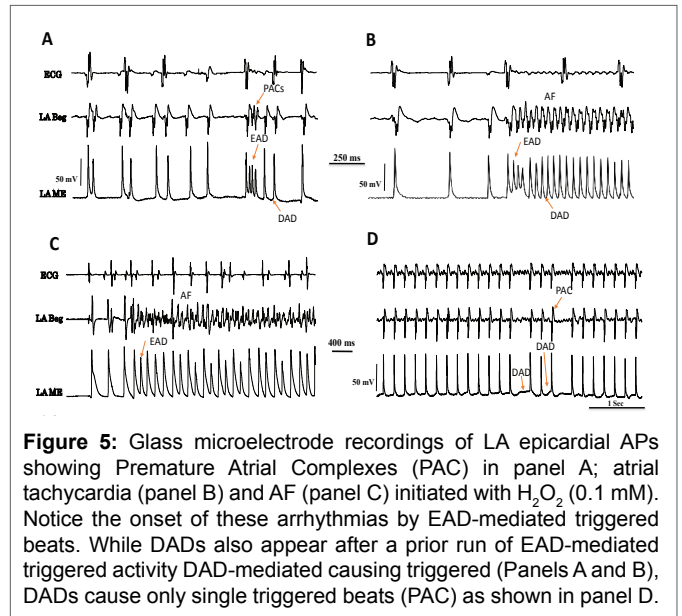 A
B
ECG
PACs
AF
LA Beg
EAD
EAD
250 ms
50 mV
50 mV
LA ME
DAD
DAD
C
D
ECG
AF
PAC
LA Beg
EAD
DAD
400 ms
50 mV
DAD
LA ME
1 Sec
Figure 5: Glass microelectrode recordings of LA epicardial APs
showing Premature Atrial Complexes (PAC) in panel A; atrial
tachycardia (panel B) and AF (panel C) initiated with H₂O₂ (0.1 mM).
Notice the onset of these arrhythmias by EAD-mediated triggered
beats. While DADs also appear after a prior run of EAD-mediated
triggered activity DAD-mediated causing triggered (Panels A and B),
DADs cause only single triggered beats (PAC) as shown in panel D.